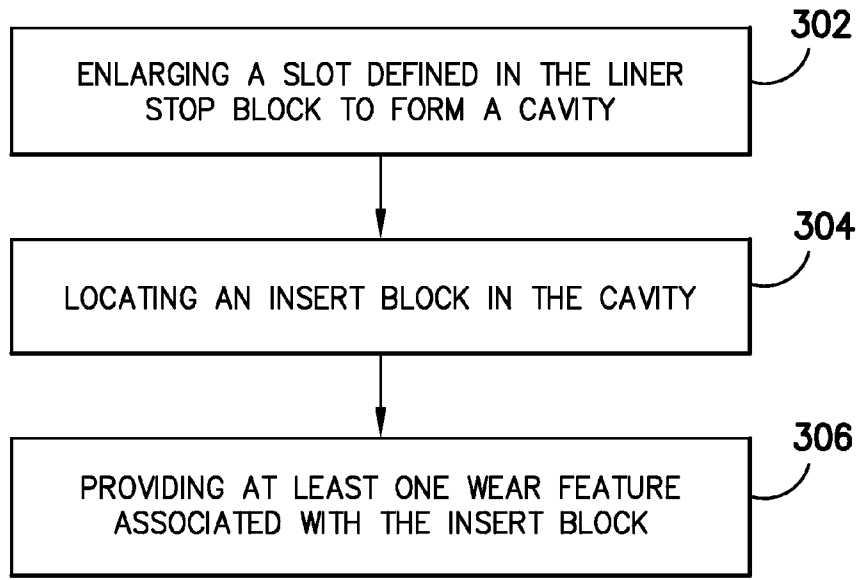 302
ENLARGING A SLOT DEFINED IN THE LINER
STOP BLOCK TO FORM A CAVITY
304
LOCATING AN INSERT BLOCK IN THE CAVITY
306
PROVIDING AT LEAST ONE WEAR FEATURE
ASSOCIATED WITH THE INSERT BLOCK